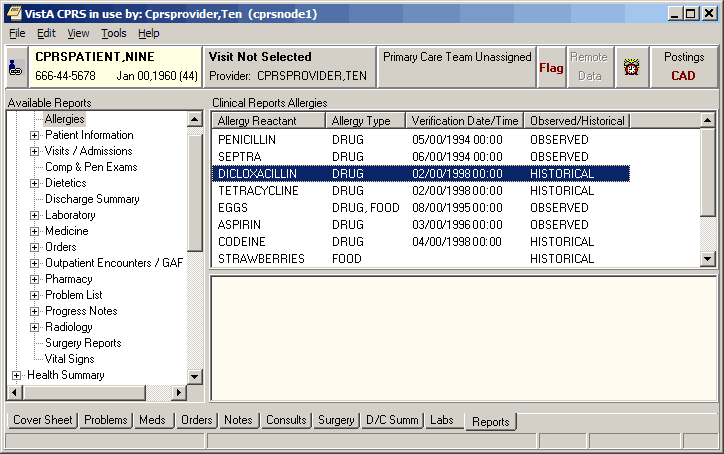 VistA CPRS in use by: Cprsprovider,Ten (cprsnode1)
File Edit View Tools Help
CPRSPATIENT,NINE
666-44-5678 Jan 00,1960 (44)
Visit Not Selected
Provider: CPRSPROVIDER,TEN
Primary Care Team Unassigned
Flag
Remote
Data
Postings
CAD
Available Reports
Allergies
Patient Information
Visits / Admissions
Comp & Pen Exams
Dietetics
Discharge Summary
Laboratory
Medicine
Orders
Outpatient Encounters / GAF
Pharmacy
Problem List
Progress Notes
Radiology
Surgery Reports
Vital Signs
Health Summary
Clinical Reports Allergies
Allergy Reactant Allergy Type Verification Date/Time Observed/Historical
PENICILLIN DRUG 05/00/1994 00:00 OBSERVED
SEPTRA DRUG 06/00/1994 00:00 OBSERVED
DICLOXACILLIN DRUG 02/00/1998 00:00 HISTORICAL
TETRACYCLINE DRUG 02/00/1998 00:00 HISTORICAL
EGGS DRUG, FOOD 08/00/1995 00:00 OBSERVED
ASPIRIN DRUG 03/00/1996 00:00 OBSERVED
CODEINE DRUG 04/00/1998 00:00 HISTORICAL
STRAWBERRIES FOOD HISTORICAL
Cover Sheet Problems Meds Orders Notes Consults Surgery D/C Summ Labs Reports